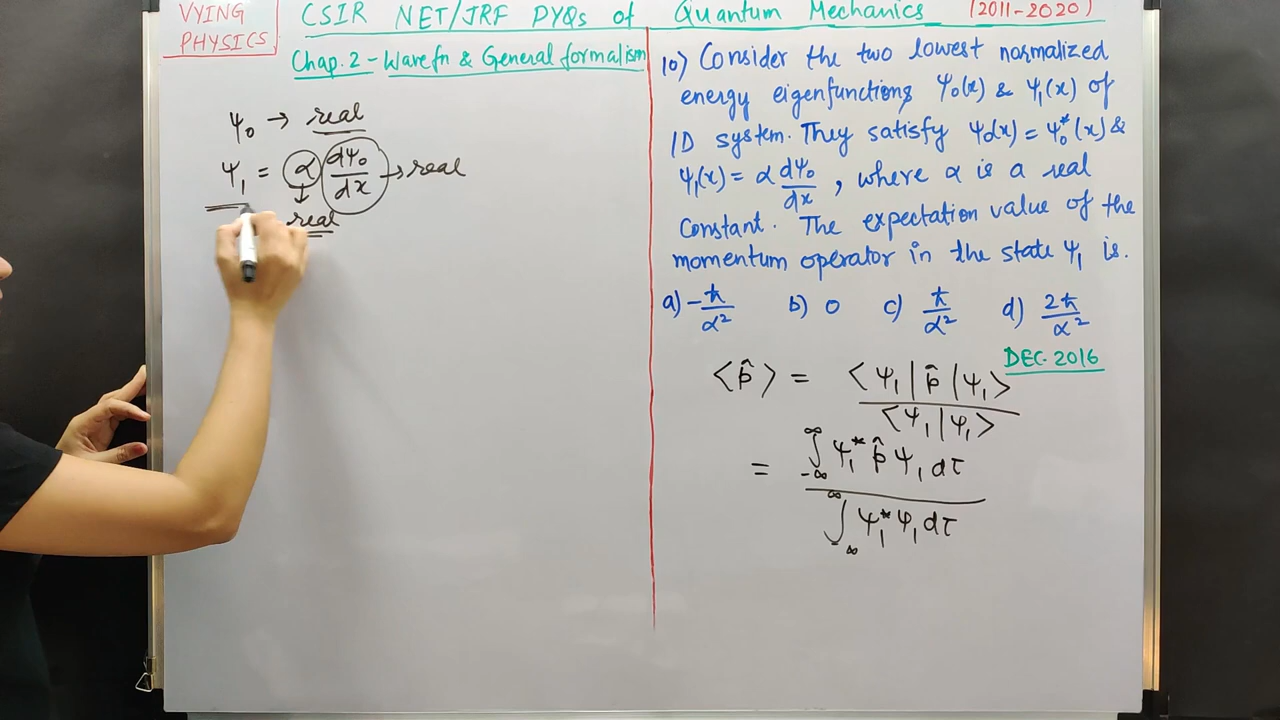 VYING
PHYSICS
CSIR NET/JRF PYQs of Quantum Mechanics (2011-2020)
Chap. 2 - Wavefn & General formalism
ψ₀ → real
ψ₁ = α dψ₀/dx → real
↓
real
10) Consider the two lowest normalized
energy eigenfunctions ψ₀(x) & ψ₁(x) of
1D system. They satisfy ψ₀(x) = ψ₀*(x) &
ψ₁(x) = α dψ₀/dx , where α is a real
Constant. The expectation value of the
momentum operator in the state ψ₁ is.
a) -ħ/α² b) 0 c) ħ/α² d) 2ħ/α²
DEC. 2016
⟨p̂⟩ = ⟨ψ₁|p̂|ψ₁⟩ / ⟨ψ₁|ψ₁⟩
= ∫_{-∞}^{∞} ψ₁* p̂ ψ₁ dτ / ∫_{-∞}^{∞} ψ₁* ψ₁ dτ